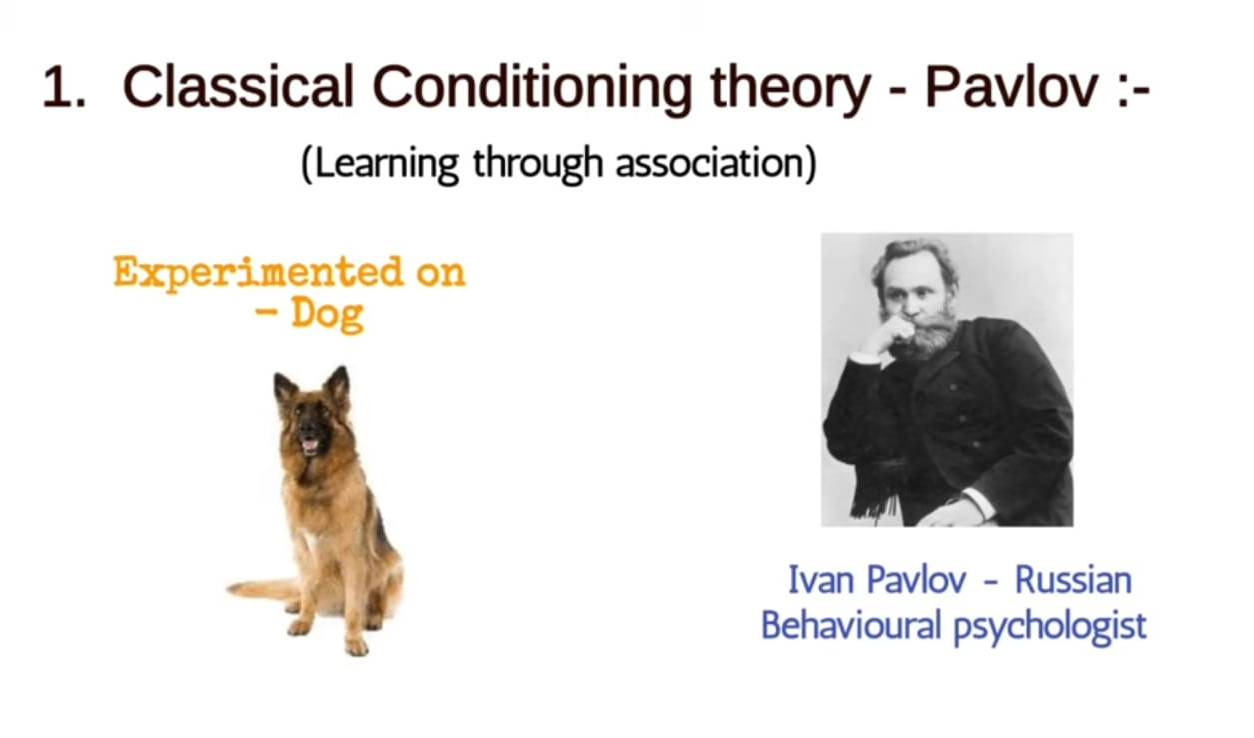 1. Classical Conditioning theory - Pavlov :-
(Learning through association)
Experimented on
- Dog
Ivan Pavlov - Russian
Behavioural psychologist